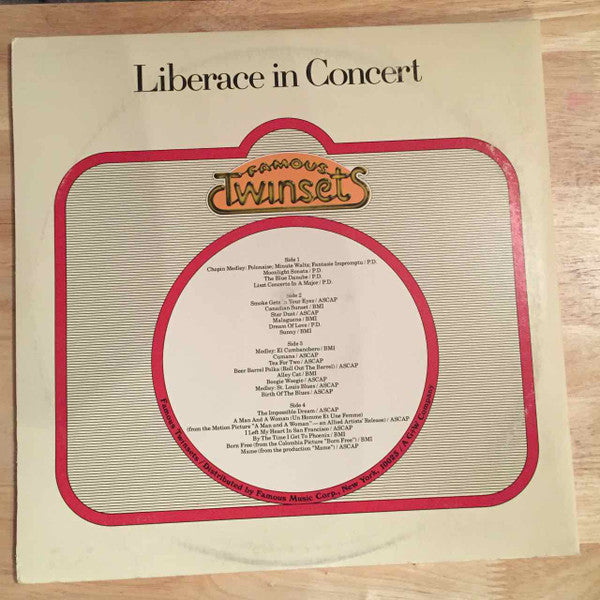 Liberace in Concert
FAMOUS
Twinsets
Side 1
Chopin Medley: Polonaise; Minute Waltz; Fantasie Impromptu / P.D.
Moonlight Sonata / P.D.
The Blue Danube / P.D.
Liszt Concerto In A Major / P.D.
Side 2
Smoke Gets in Your Eyes / ASCAP
Canadian Sunset / BMI
Star Dust / ASCAP
Malaguena / BMI
Dream Of Love / P.D.
Sunny / BMI
Side 3
Medley: El Cumbanchero / BMI
Cumana / ASCAP
Tea For Two / ASCAP
Beer Barrel Polka (Roll Out The Barrel) / ASCAP
Alley Cat / BMI
Boogie Woogie / ASCAP
Medley: St. Louis Blues / ASCAP
Birth Of The Blues / ASCAP
Side 4
The Impossible Dream / ASCAP
A Man And A Woman (Un Homme Et Une Femme)
(from the Motion Picture "A Man and A Woman" — an Allied Artists' Release) / ASCAP
I Left My Heart In San Francisco / ASCAP
By The Time I Get To Phoenix / BMI
Born Free (from the Columbia Picture "Born Free") / BMI
Mame (from the production "Mame") / ASCAP
Famous Twinsets / Distributed by Famous Music Corp., New York, New York, 10023 / A G+W Company